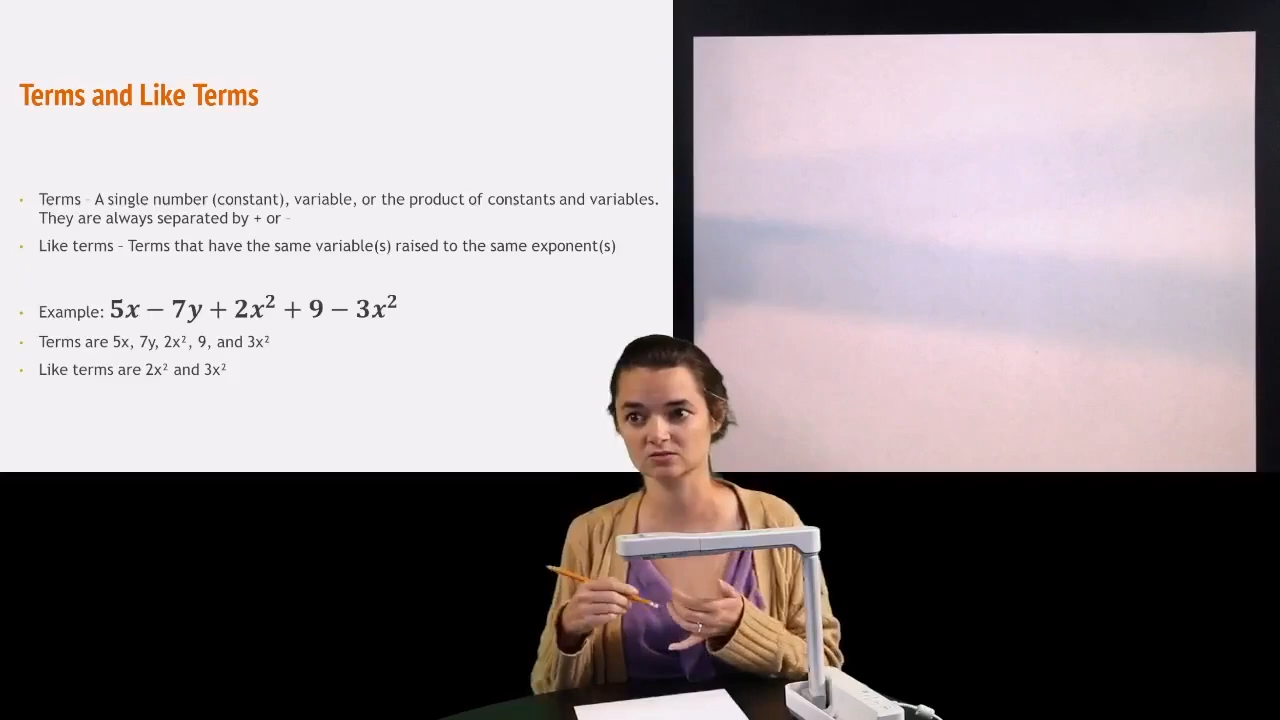 Terms and Like Terms
• Terms – A single number (constant), variable, or the product of constants and variables.
They are always separated by + or –
• Like terms – Terms that have the same variable(s) raised to the same exponent(s)
• Example: 5x − 7y + 2x² + 9 − 3x²
• Terms are 5x, 7y, 2x², 9, and 3x²
• Like terms are 2x² and 3x²